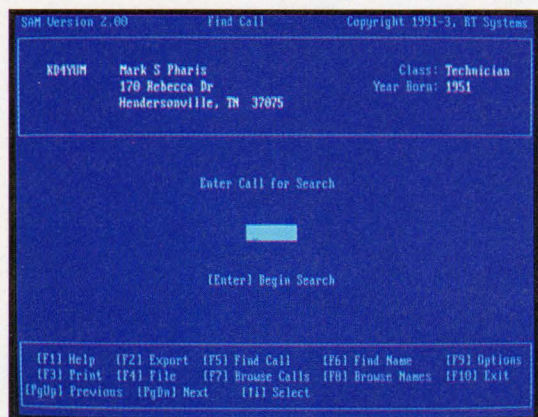 SAM Version 2.00 Find Call Copyright 1991-3, RT Systems
KD4YUM Mark S Pharis Class: Technician
170 Rebecca Dr Year Born: 1951
Hendersonville, TN 37075
Enter Call for Search
[Enter] Begin Search
[F1] Help [F2] Export [F5] Find Call [F6] Find Name [F9] Options
[F3] Print [F4] File [F7] Browse Calls [F8] Browse Names [F10] Exit
[PgUp] Previous [PgDn] Next [↑↓] Select